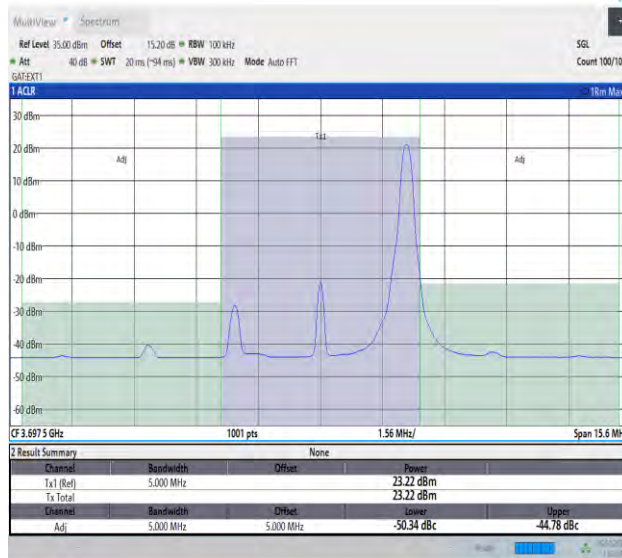 MultiView Spectrum
Ref Level 35.00 dBm Offset 15.20 dB RBW 100 kHz SGL
Att 40 dB SWT 20 ms (~94 ms) VBW 300 kHz Mode Auto FFT Count 100/10
GAT:EXT1
1 ACLR 1Rm Max
30 dBm
Tx1
20 dBm
Adj Adj
10 dBm
0 dBm
-10 dBm
-20 dBm
-30 dBm
-40 dBm
-50 dBm
-60 dBm
CF 3.697 5 GHz 1001 pts 1.56 MHz/ Span 15.6 MH
2 Result Summary None
Channel Bandwidth Offset Power
Tx1 (Ref) 5.000 MHz 23.22 dBm
Tx Total 23.22 dBm
Channel Bandwidth Offset Lower Upper
Adj 5.000 MHz 5.000 MHz -50.34 dBc -44.78 dBc